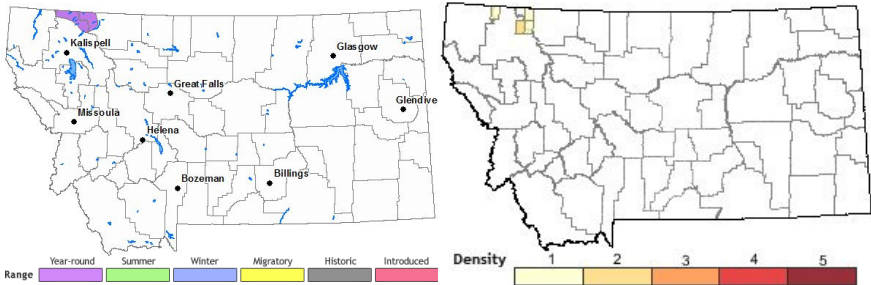 Kalispell
Glasgow
Great Falls
Glendive
Missoula
Helena
Bozeman
Billings
Range
Year-round
Summer
Winter
Migratory
Historic
Introduced
Density
1 2 3 4 5